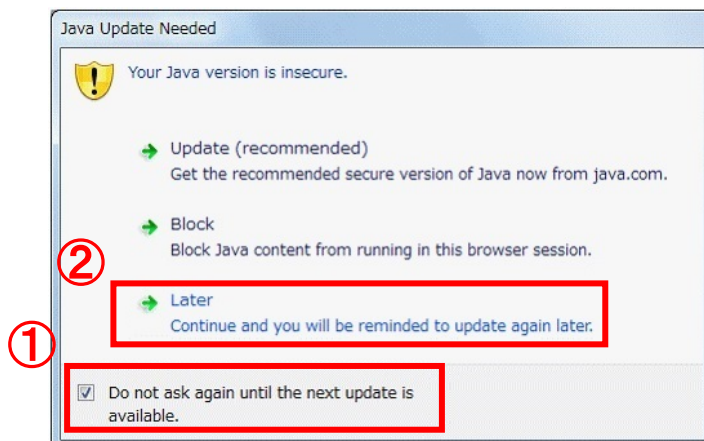 Java Update Needed
Your Java version is insecure.
Update (recommended)
Get the recommended secure version of Java now from java.com.
Block
Block Java content from running in this browser session.
②
Later
Continue and you will be reminded to update again later.
①
Do not ask again until the next update is
available.